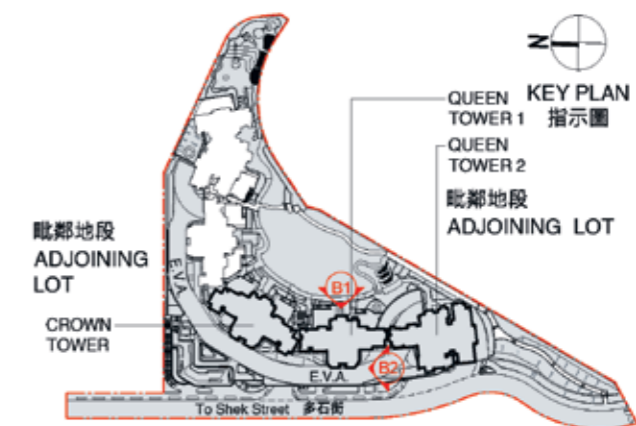 N
KEY PLAN
指示圖
QUEEN
TOWER 1
QUEEN
TOWER 2
毗鄰地段
ADJOINING LOT
毗鄰地段
ADJOINING
LOT
E.V.A.
B1
CROWN
TOWER
B2
E.V.A.
To Shek Street 多石街